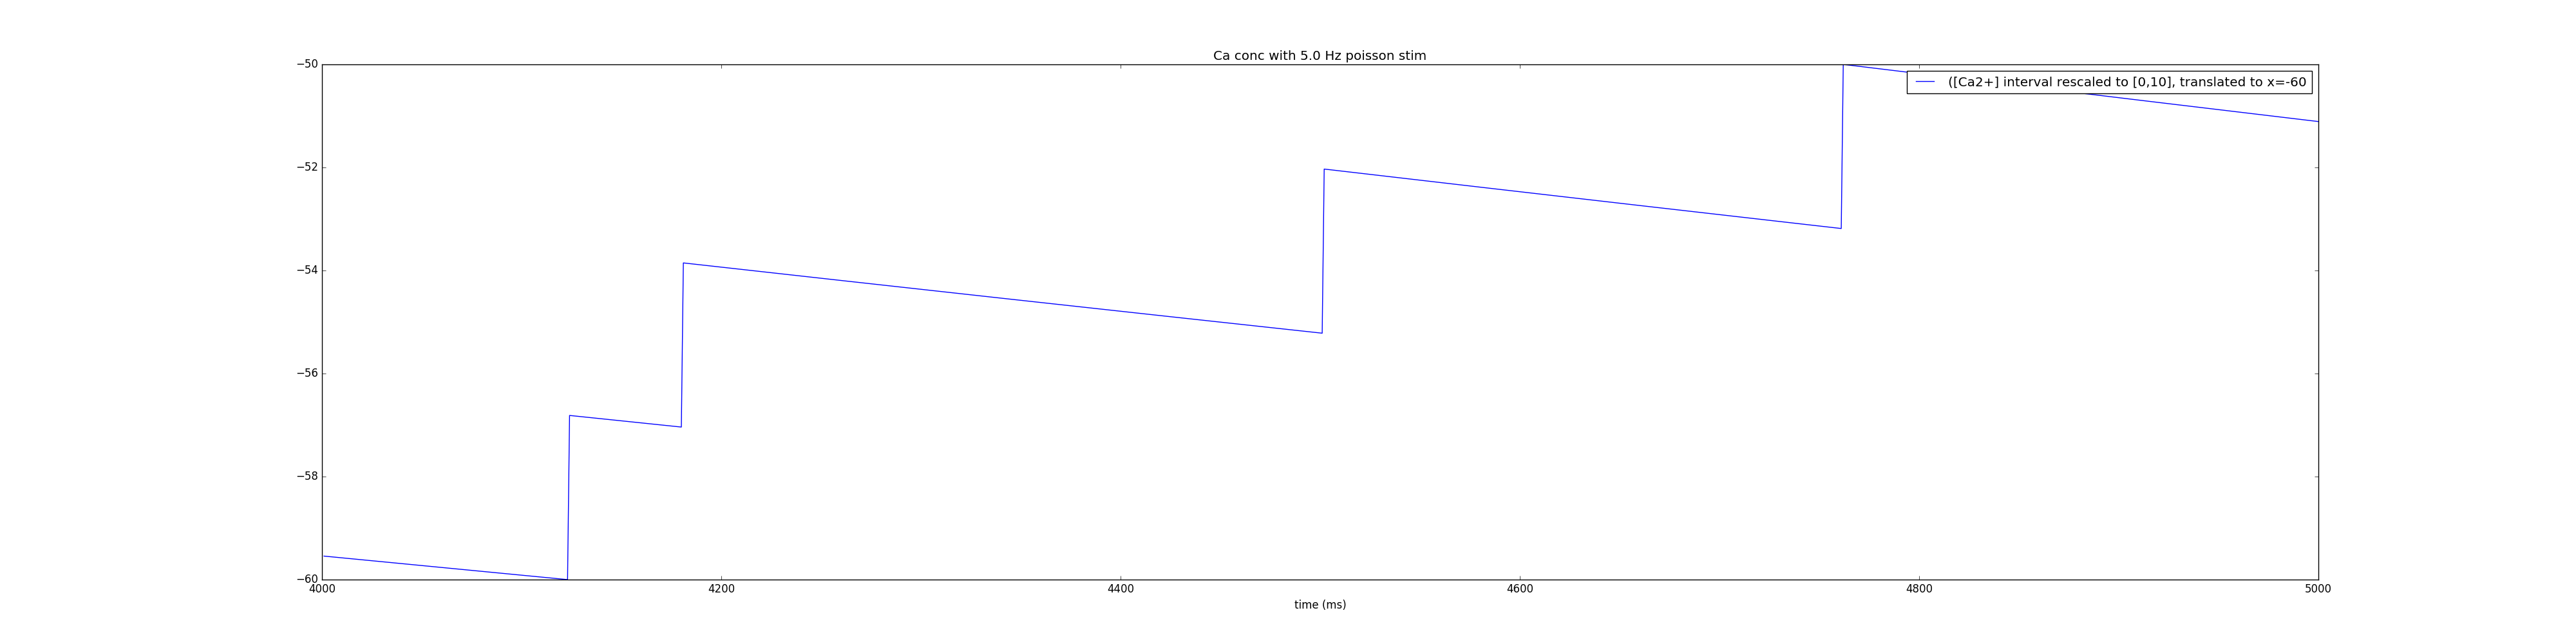 Ca conc with 5.0 Hz poisson stim
−50
([Ca2+] interval rescaled to [0,10], translated to x=-60
−52
−54
−56
−58
−60
4000 4200 4400 4600 4800 5000
time (ms)